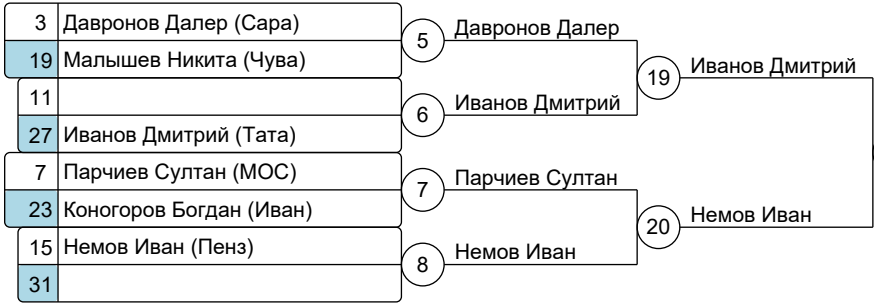 3 Давронов Далер (Сара)
19 Малышев Никита (Чува)
5 Давронов Далер
11
27 Иванов Дмитрий (Тата)
6 Иванов Дмитрий
19 Иванов Дмитрий
7 Парчиев Султан (МОС)
23 Коногоров Богдан (Иван)
7 Парчиев Султан
15 Немов Иван (Пенз)
31
8 Немов Иван
20 Немов Иван